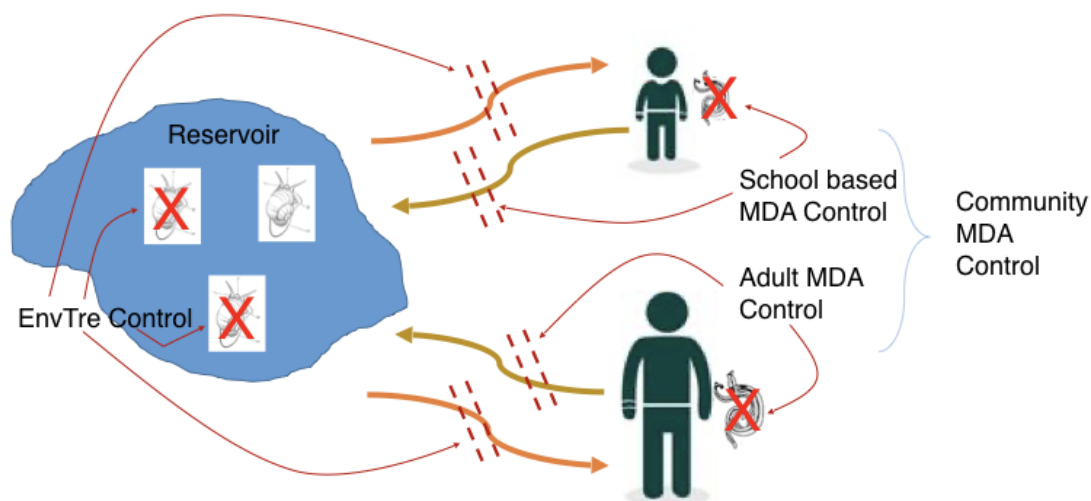 Reservoir
School based
MDA Control
Community
MDA
Control
Adult MDA
Control
EnvTre Control